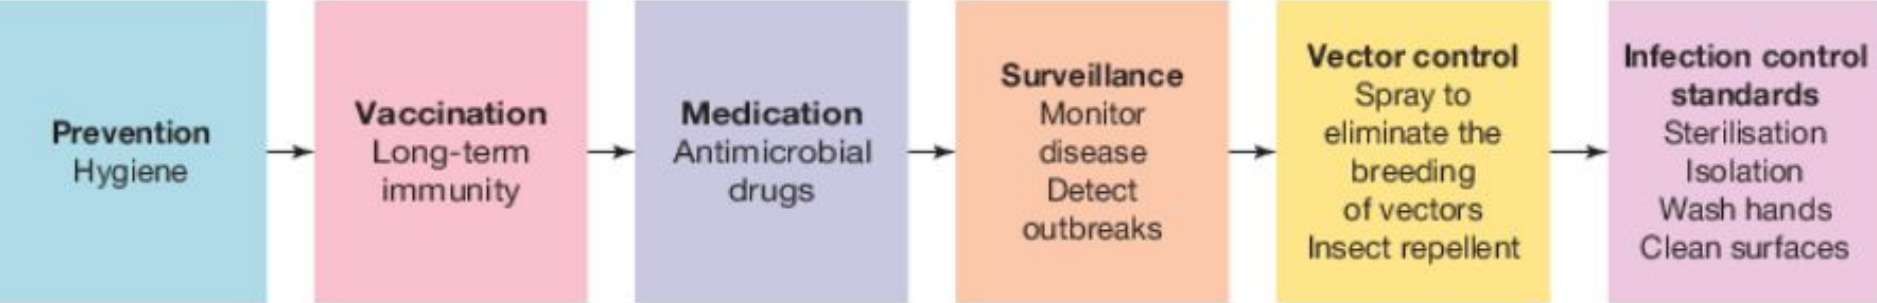 Prevention
Hygiene
Vaccination
Long-term
immunity
Medication
Antimicrobial
drugs
Surveillance
Monitor
disease
Detect
outbreaks
Vector control
Spray to
eliminate the
breeding
of vectors
Insect repellent
Infection control
standards
Sterilisation
Isolation
Wash hands
Clean surfaces